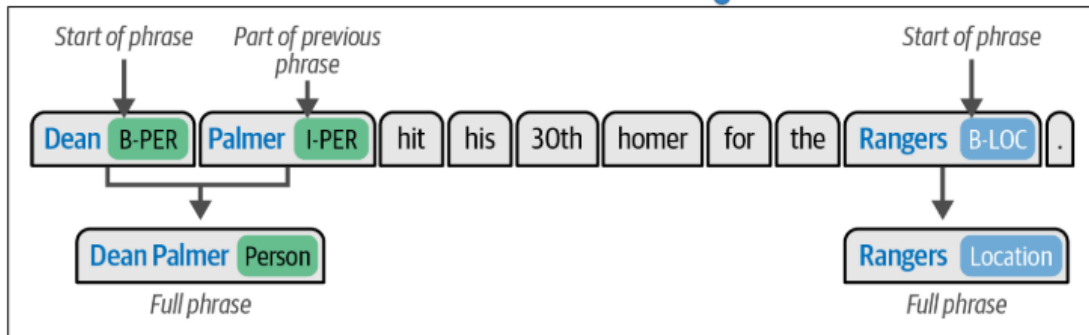 Start of phrase Part of previous phrase Start of phrase
Dean B-PER Palmer I-PER hit his 30th homer for the Rangers B-LOC .
Dean Palmer Person Rangers Location
Full phrase Full phrase